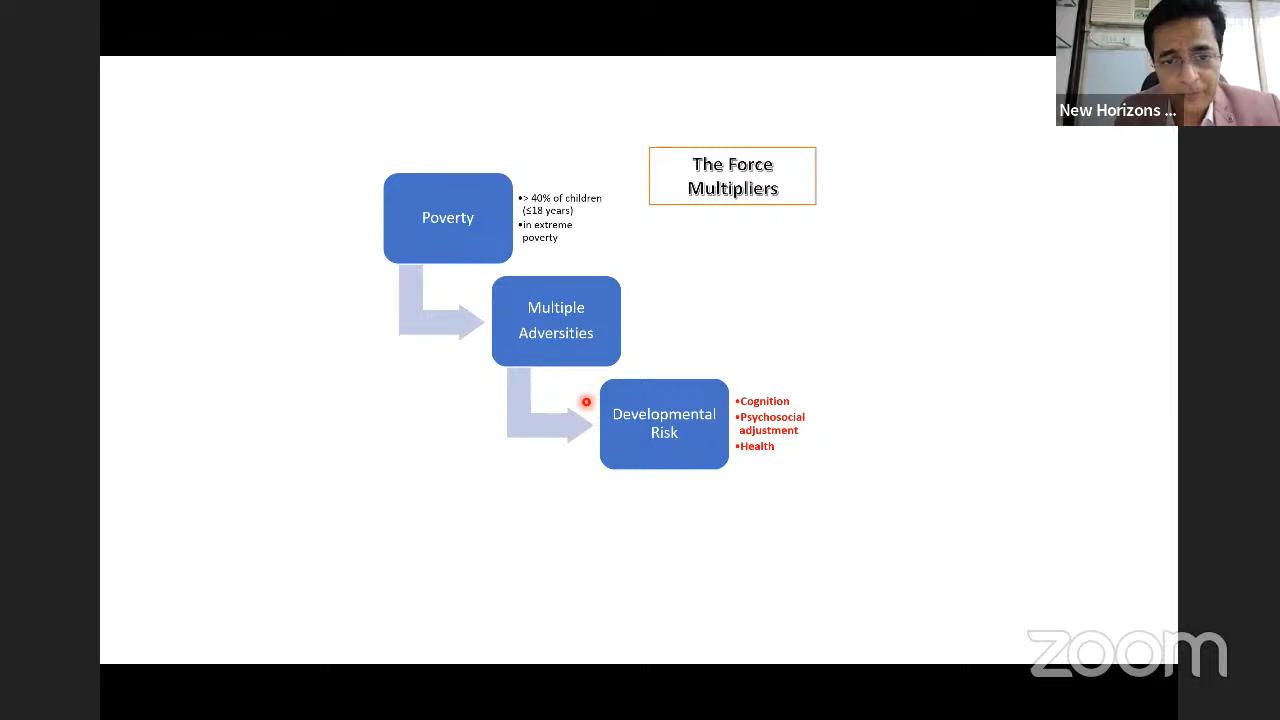 New Horizons ...
The Force
Multipliers
Poverty
•> 40% of children
(≤18 years)
•in extreme
poverty
Multiple
Adversities
Developmental
Risk
•Cognition
•Psychosocial
adjustment
•Health
zoom